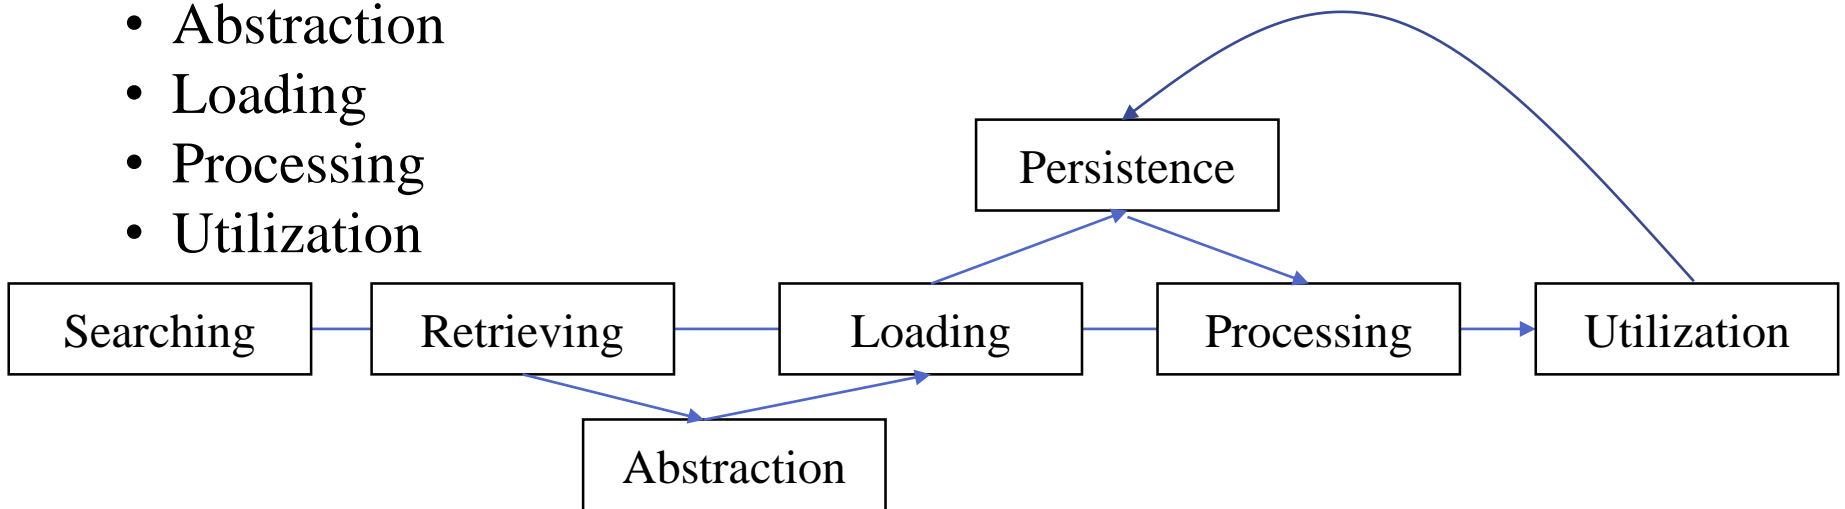 • Abstraction
• Loading
• Processing
• Utilization
Persistence
Searching
Retrieving
Loading
Processing
Utilization
Abstraction